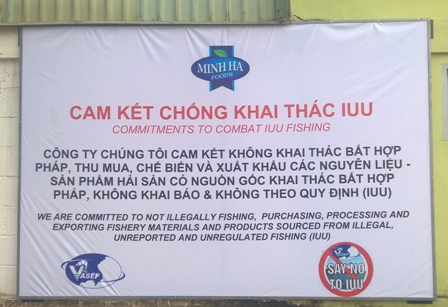 MINH HA
FOODS
CAM KẾT CHỐNG KHAI THÁC IUU
COMMITMENTS TO COMBAT IUU FISHING
CÔNG TY CHÚNG TÔI CAM KẾT KHÔNG KHAI THÁC BẤT HỢP
PHÁP, THU MUA, CHẾ BIẾN VÀ XUẤT KHẨU CÁC NGUYÊN LIỆU -
SẢN PHẨM HẢI SẢN CÓ NGUỒN GỐC KHAI THÁC BẤT HỢP
PHÁP, KHÔNG KHAI BÁO & KHÔNG THEO QUY ĐỊNH (IUU)
WE ARE COMMITTED TO NOT ILLEGALLY FISHING, PURCHASING, PROCESSING AND
EXPORTING FISHERY MATERIALS AND PRODUCTS SOURCED FROM ILLEGAL,
UNREPORTED AND UNREGULATED FISHING (IUU)
VASEP
SAY NO
TO IUU